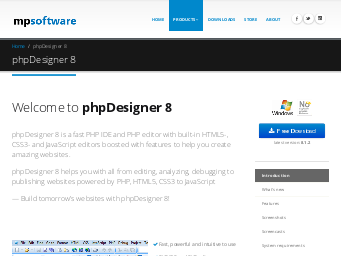 mpsoftware
HOME PRODUCTS DOWNLOADS STORE ABOUT
Home / phpDesigner 8
phpDesigner 8
Welcome to phpDesigner 8
phpDesigner 8 is a fast PHP IDE and PHP editor with built-in HTML5-,
CSS3- and JavaScript editors boosted with features to help you create
amazing websites.
phpDesigner 8 helps you with all from editing, analyzing, debugging to
publishing websites powered by PHP, HTML5, CSS3 to JavaScript
— Build tomorrow's websites with phpDesigner 8!
Fast, powerful and intuitive to use
Windows
No
Free Download
8.1.2
Introduction
What's new
Features
Screenshots
Screencasts
System requirements